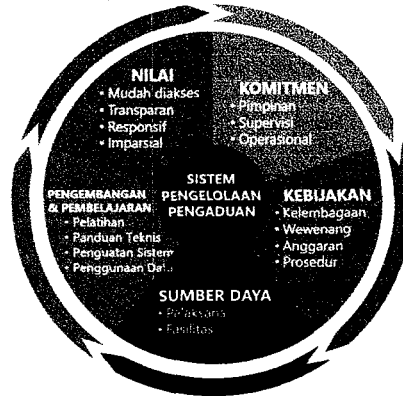 NILAI
• Mudah diakses
• Transparan
• Responsif
• Imparsial
KOMITMEN
• Pimpinan
• Supervisi
• Operasional
KEBIJAKAN
• Kelembagaan
• Wewenang
• Anggaran
• Prosedur
SUMBER DAYA
• Pelaksana
• Fasilitas
PENGEMBANGAN
& PEMBELAJARAN
• Pelatihan
• Panduan Teknis
• Penguatan Sistem
• Penggunaan Data
SISTEM
PENGELOLAAN
PENGADUAN